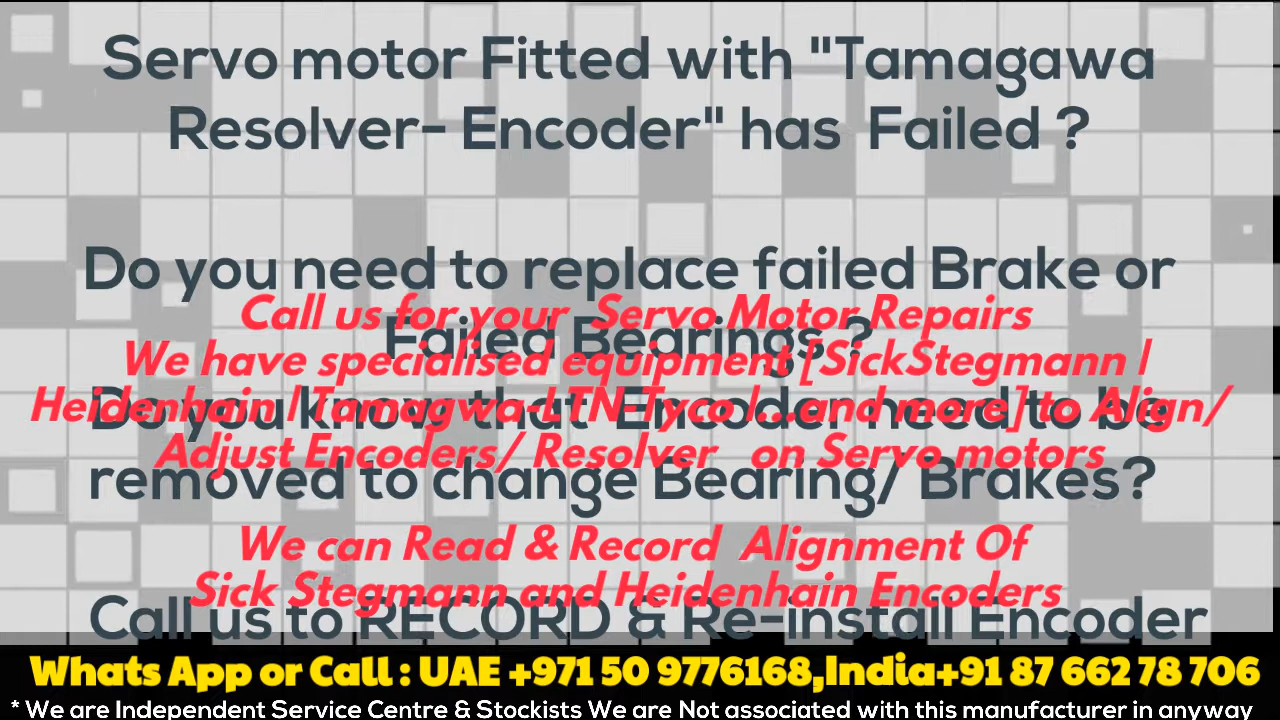 Servo motor Fitted with "Tamagawa
Resolver- Encoder" has Failed ?
Do you need to replace failed Brake or
Failed Bearings ?
Do you know that Encoder need to be
removed to change Bearing/ Brakes?
Call us to RECORD & Re-install Encoder
Call us for your Servo Motor Repairs
We have specialised equipment [SickStegmann |
Heidenhain | Tamagwa-LTN-Tyco |...and more] to Align/
Adjust Encoders/ Resolver on Servo motors
We can Read & Record Alignment Of
Sick Stegmann and Heidenhain Encoders
Whats App or Call : UAE +971 50 9776168,India+91 87 662 78 706
* We are Independent Service Centre & Stockists We are Not associated with this manufacturer in anyway